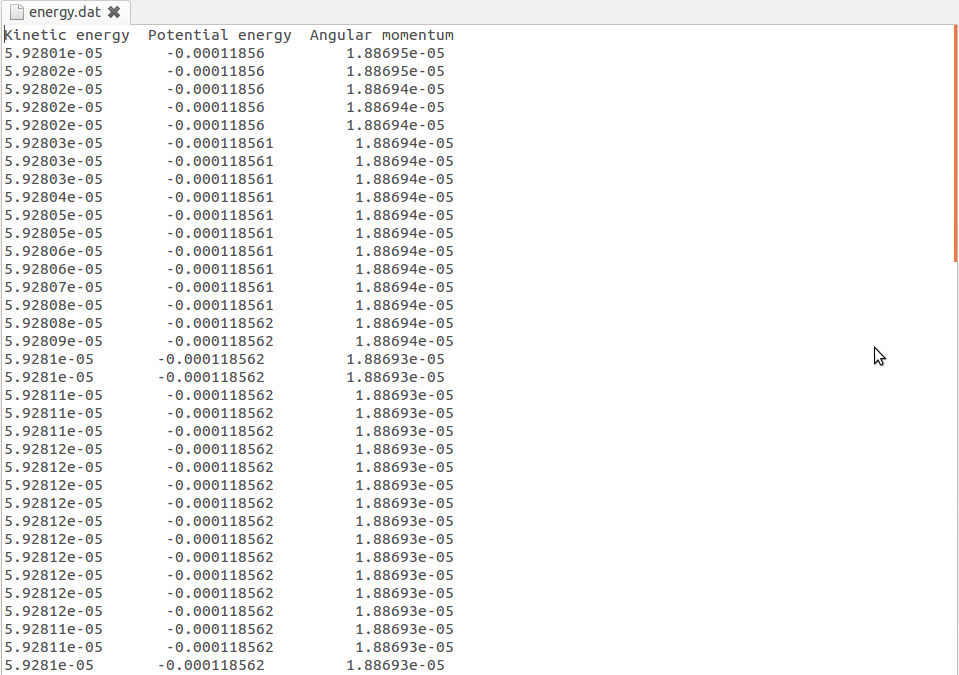 energy.dat
Kinetic energy  Potential energy  Angular momentum
5.92801e-05       -0.00011856         1.88695e-05
5.92802e-05       -0.00011856         1.88695e-05
5.92802e-05       -0.00011856         1.88694e-05
5.92802e-05       -0.00011856         1.88694e-05
5.92802e-05       -0.00011856         1.88694e-05
5.92803e-05       -0.000118561         1.88694e-05
5.92803e-05       -0.000118561         1.88694e-05
5.92803e-05       -0.000118561         1.88694e-05
5.92804e-05       -0.000118561         1.88694e-05
5.92805e-05       -0.000118561         1.88694e-05
5.92805e-05       -0.000118561         1.88694e-05
5.92806e-05       -0.000118561         1.88694e-05
5.92806e-05       -0.000118561         1.88694e-05
5.92807e-05       -0.000118561         1.88694e-05
5.92808e-05       -0.000118561         1.88694e-05
5.92808e-05       -0.000118562         1.88694e-05
5.92809e-05       -0.000118562         1.88694e-05
5.9281e-05       -0.000118562         1.88693e-05
5.9281e-05       -0.000118562         1.88693e-05
5.92811e-05       -0.000118562         1.88693e-05
5.92811e-05       -0.000118562         1.88693e-05
5.92811e-05       -0.000118562         1.88693e-05
5.92812e-05       -0.000118562         1.88693e-05
5.92812e-05       -0.000118562         1.88693e-05
5.92812e-05       -0.000118562         1.88693e-05
5.92812e-05       -0.000118562         1.88693e-05
5.92812e-05       -0.000118562         1.88693e-05
5.92812e-05       -0.000118562         1.88693e-05
5.92812e-05       -0.000118562         1.88693e-05
5.92812e-05       -0.000118562         1.88693e-05
5.92812e-05       -0.000118562         1.88693e-05
5.92812e-05       -0.000118562         1.88693e-05
5.92811e-05       -0.000118562         1.88693e-05
5.92811e-05       -0.000118562         1.88693e-05
5.9281e-05       -0.000118562         1.88693e-05